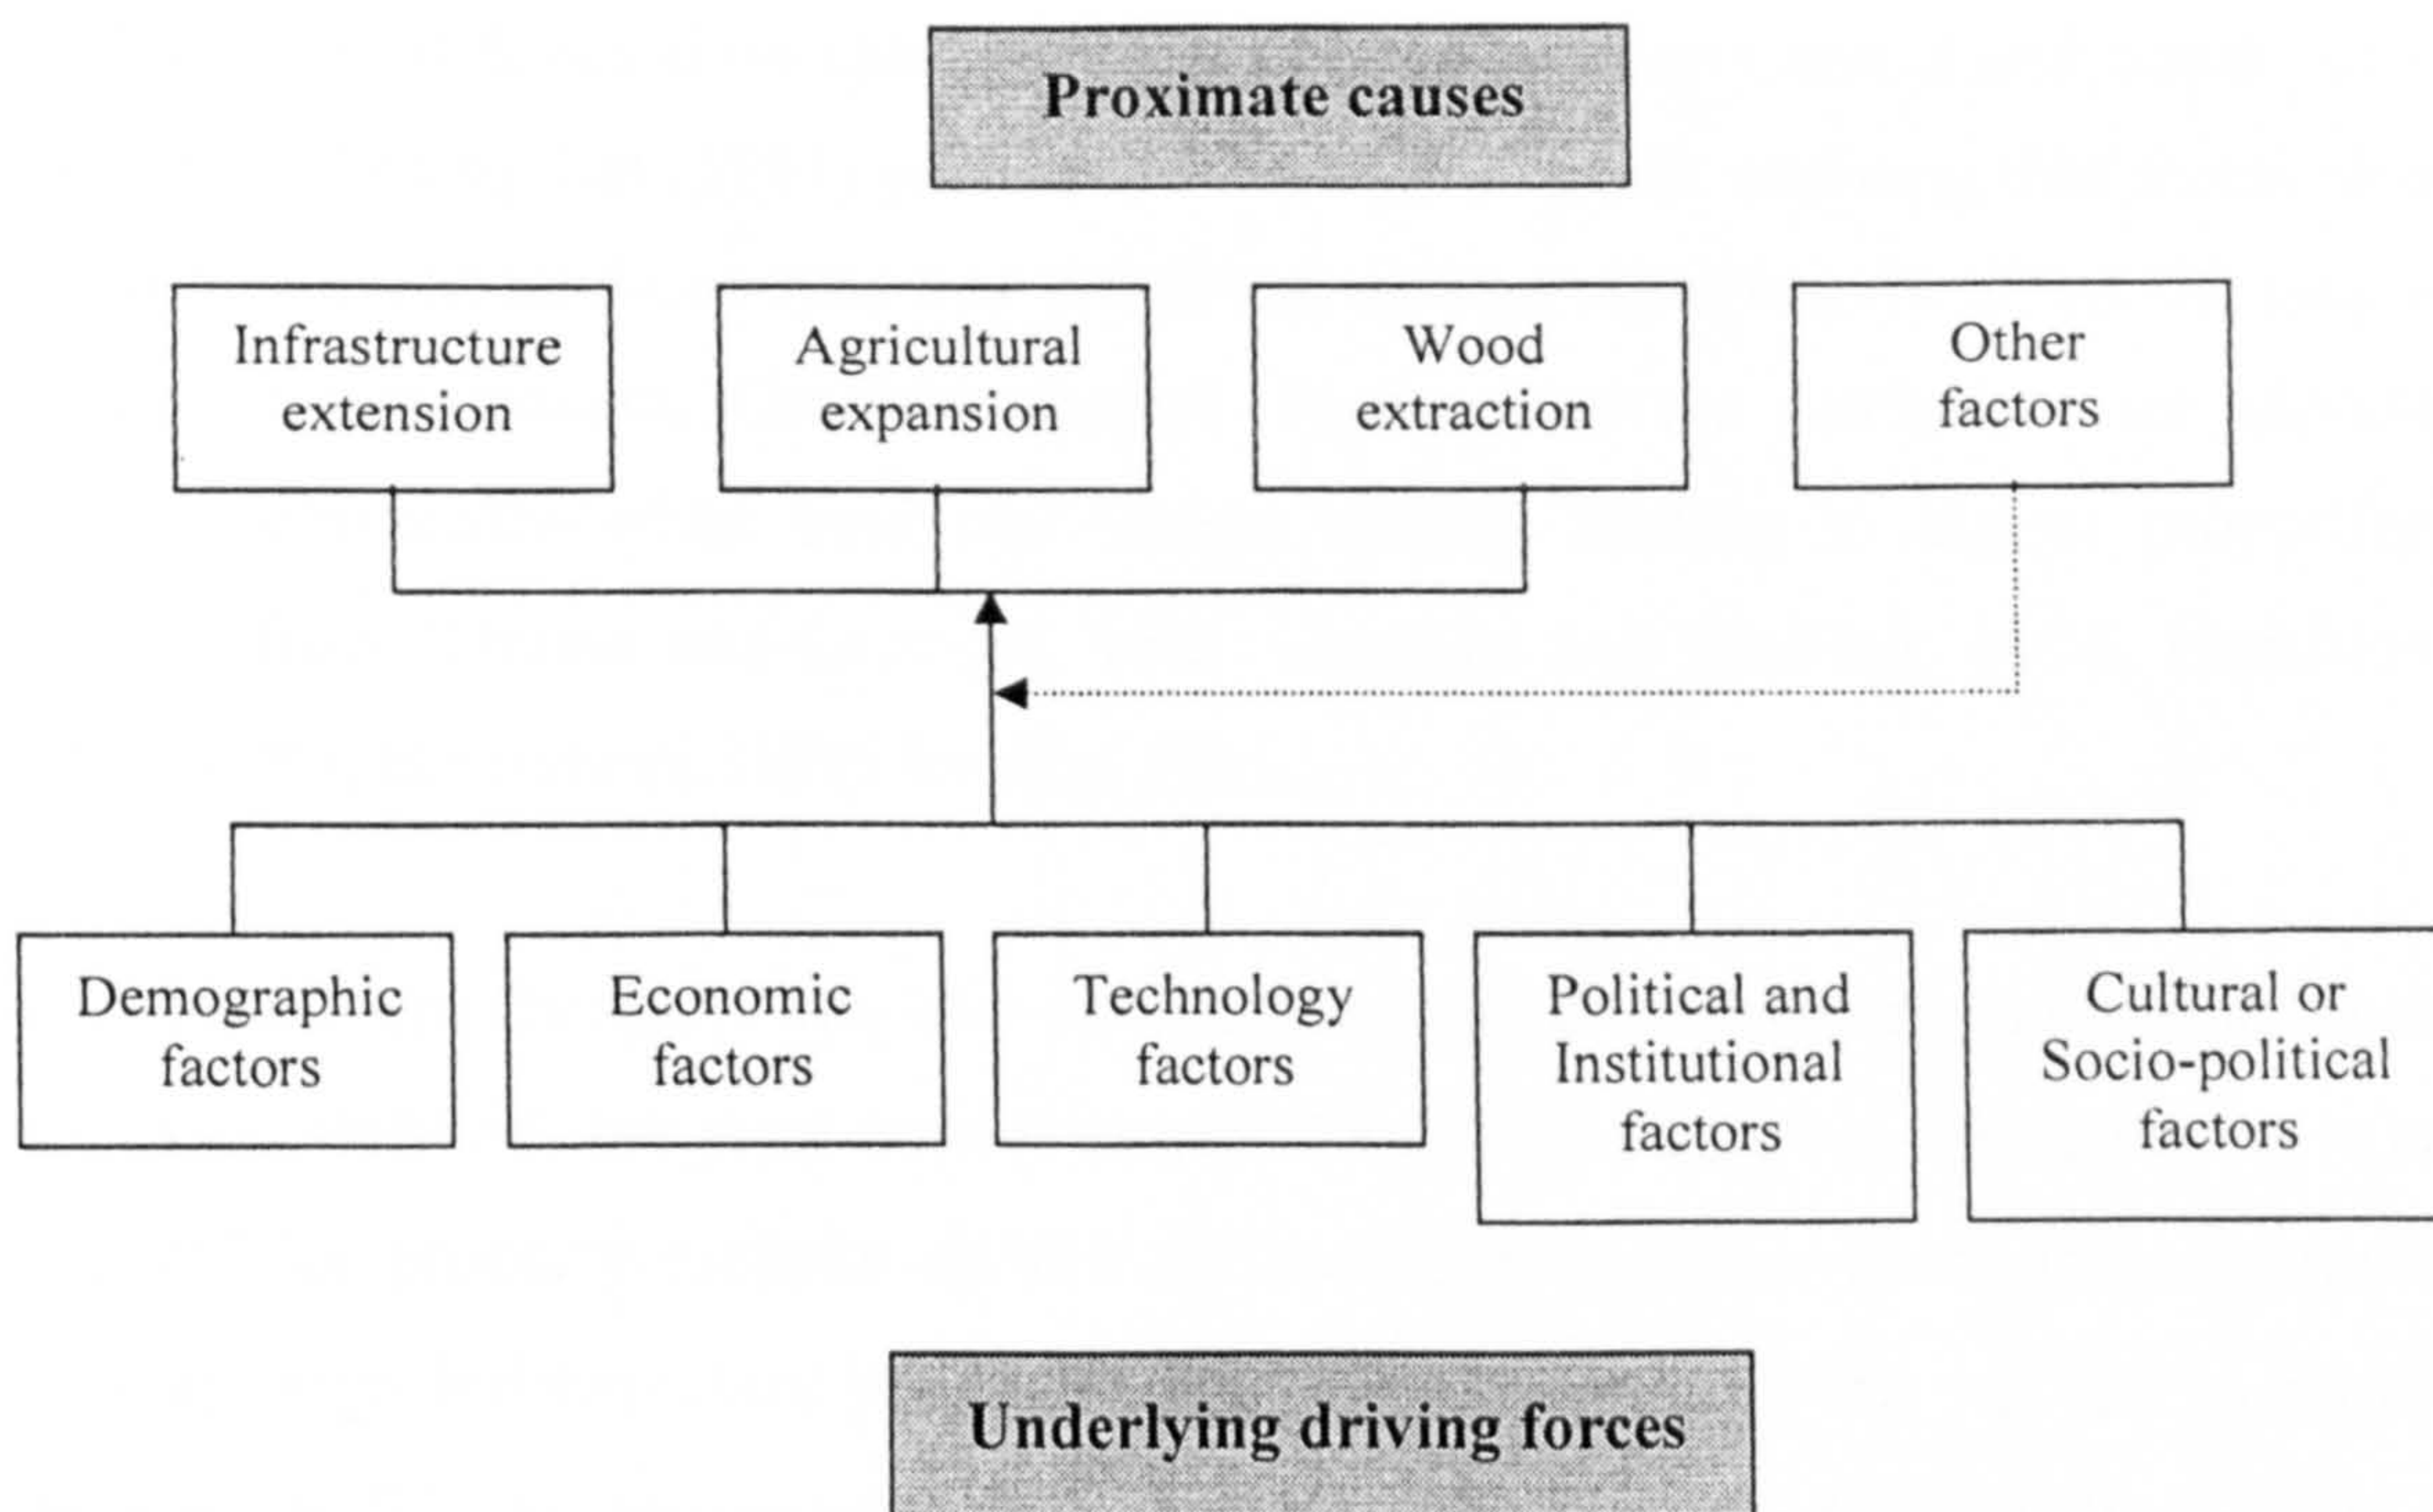 Proximate causes
Infrastructure
extension
Agricultural
expansion
Wood
extraction
Other
factors
Demographic
factors
Economic
factors
Technology
factors
Political and
Institutional
factors
Cultural or
Socio-political
factors
Underlying driving forces